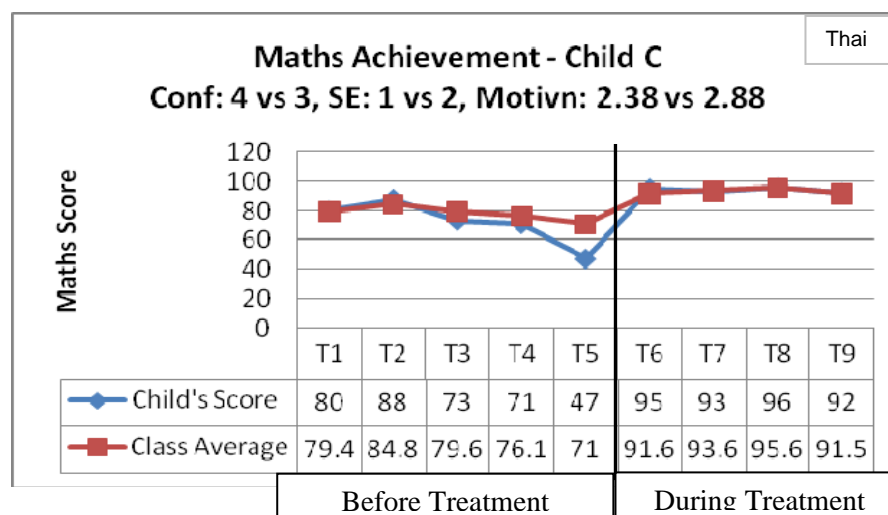 Thai
Maths Achievement - Child C
Conf: 4 vs 3, SE: 1 vs 2, Motivn: 2.38 vs 2.88
Maths Score
120
100
80
60
40
20
0
T1 T2 T3 T4 T5 T6 T7 T8 T9
Child's Score 80 88 73 71 47 95 93 96 92
Class Average 79.4 84.8 79.6 76.1 71 91.6 93.6 95.6 91.5
Before Treatment During Treatment